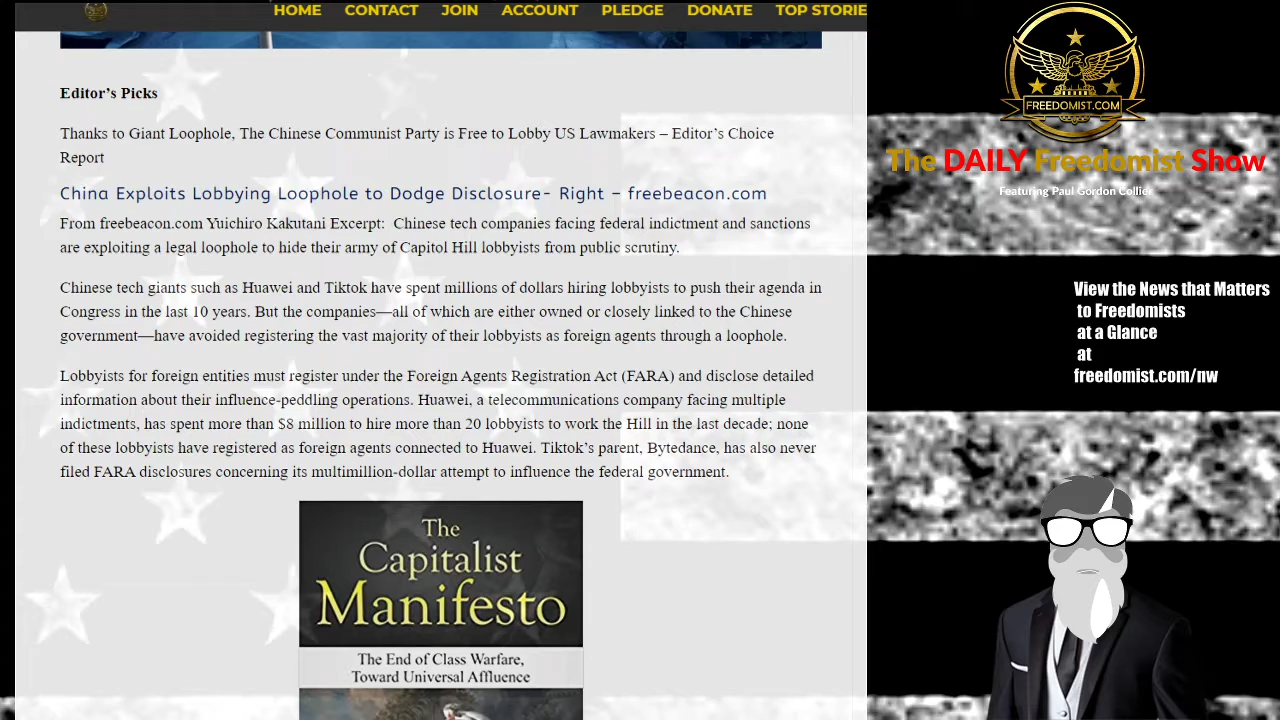 HOME CONTACT JOIN ACCOUNT PLEDGE DONATE TOP STORIE
Editor's Picks
Thanks to Giant Loophole, The Chinese Communist Party is Free to Lobby US Lawmakers – Editor's Choice
Report
China Exploits Lobbying Loophole to Dodge Disclosure- Right – freebeacon.com
From freebeacon.com Yuichiro Kakutani Excerpt:  Chinese tech companies facing federal indictment and sanctions
are exploiting a legal loophole to hide their army of Capitol Hill lobbyists from public scrutiny.
Chinese tech giants such as Huawei and Tiktok have spent millions of dollars hiring lobbyists to push their agenda in
Congress in the last 10 years. But the companies—all of which are either owned or closely linked to the Chinese
government—have avoided registering the vast majority of their lobbyists as foreign agents through a loophole.
Lobbyists for foreign entities must register under the Foreign Agents Registration Act (FARA) and disclose detailed
information about their influence-peddling operations. Huawei, a telecommunications company facing multiple
indictments, has spent more than $8 million to hire more than 20 lobbyists to work the Hill in the last decade; none
of these lobbyists have registered as foreign agents connected to Huawei. Tiktok's parent, Bytedance, has also never
filed FARA disclosures concerning its multimillion-dollar attempt to influence the federal government.
The
Capitalist
Manifesto
The End of Class Warfare,
Toward Universal Affluence
FREEDOMIST.COM
The DAILY Freedomist Show
Featuring Paul Gordon Collier
View the News that Matters
to Freedomists
at a Glance
at
freedomist.com/nw